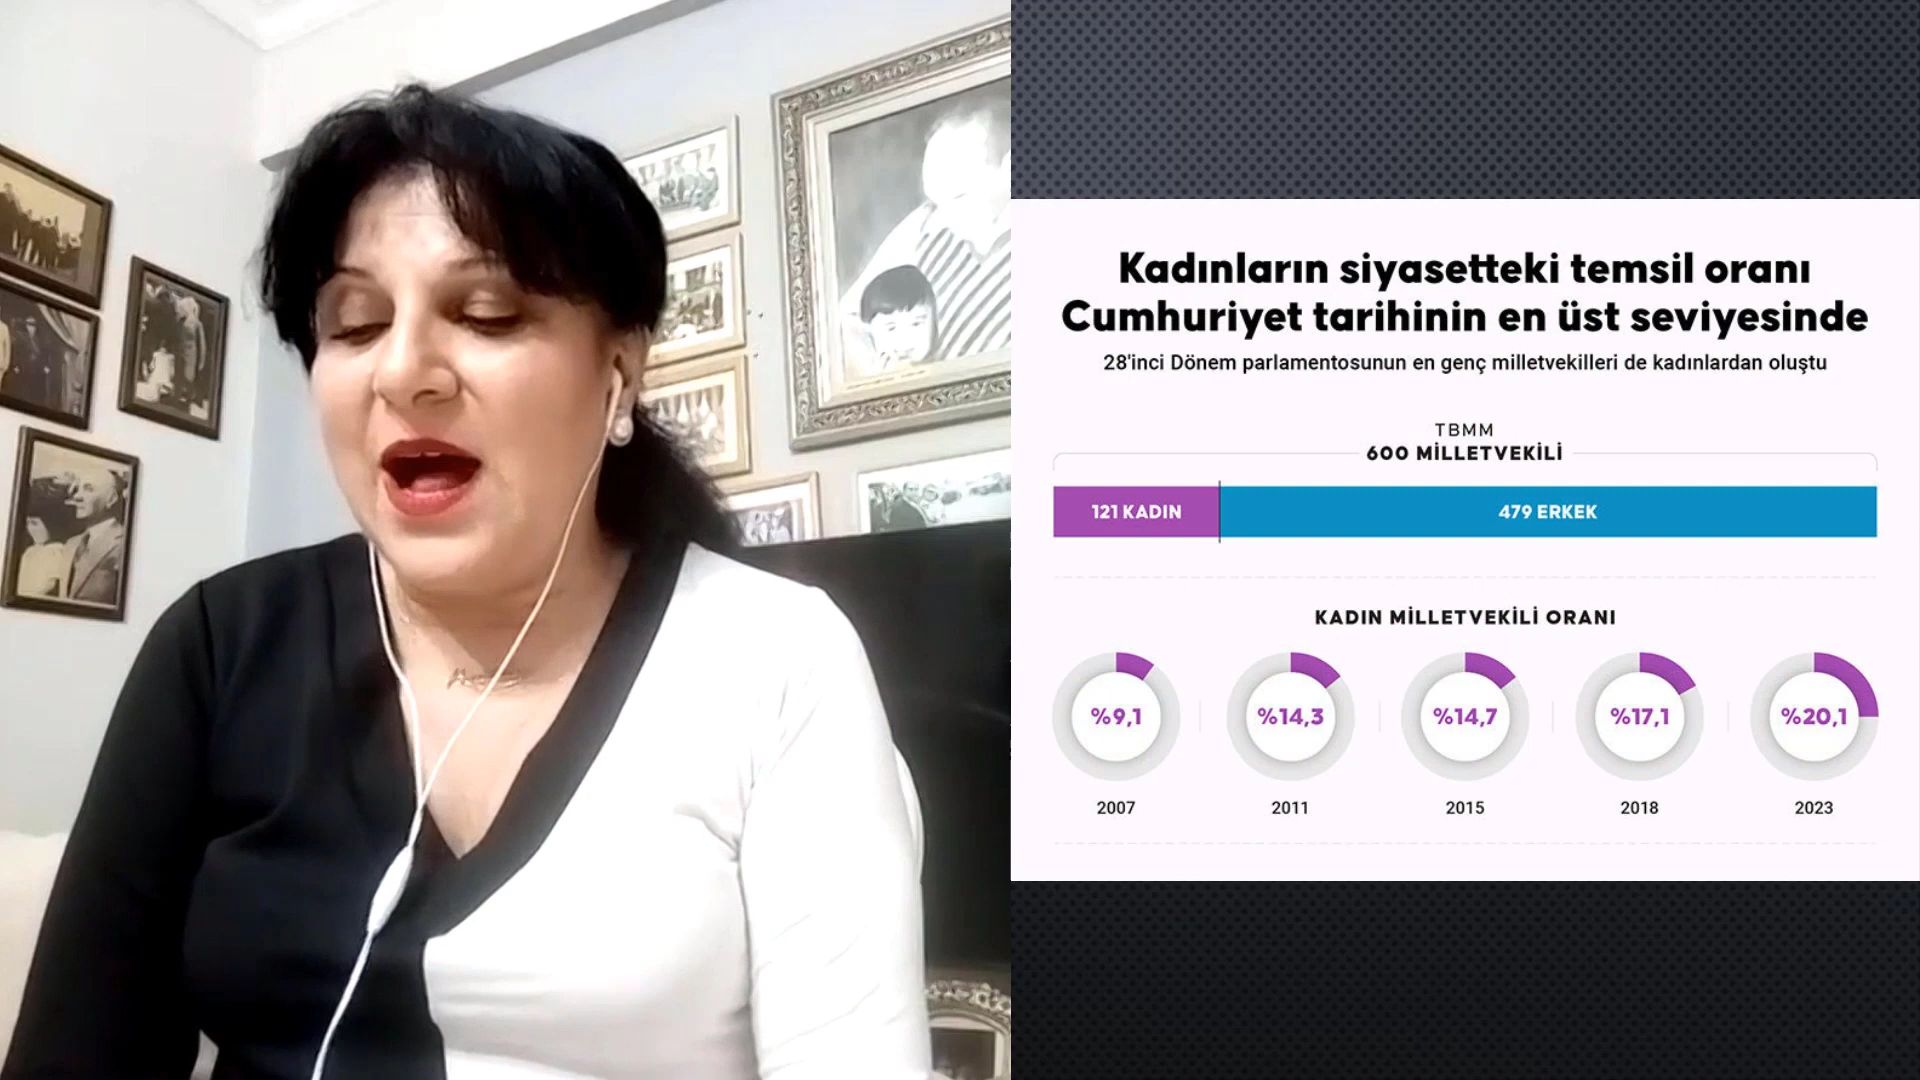 Kadınların siyasetteki temsil oranı
Cumhuriyet tarihinin en üst seviyesinde
28'inci Dönem parlamentosunun en genç milletvekilleri de kadınlardan oluştu
TBMM
600 MİLLETVEKİLİ
121 KADIN
479 ERKEK
KADIN MİLLETVEKİLİ ORANI
%9,1
%14,3
%14,7
%17,1
%20,1
2007
2011
2015
2018
2023